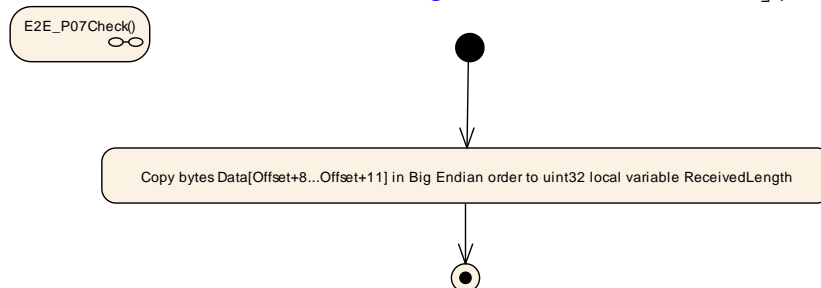 E2E_P07Check()
Copy bytes Data[Offset+8...Offset+11] in Big Endian order to uint32 local variable ReceivedLength